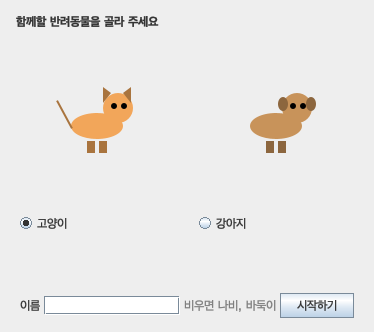 함께할 반려동물을 골라 주세요
고양이
강아지
이름
비우면 나비, 바둑이
시작하기